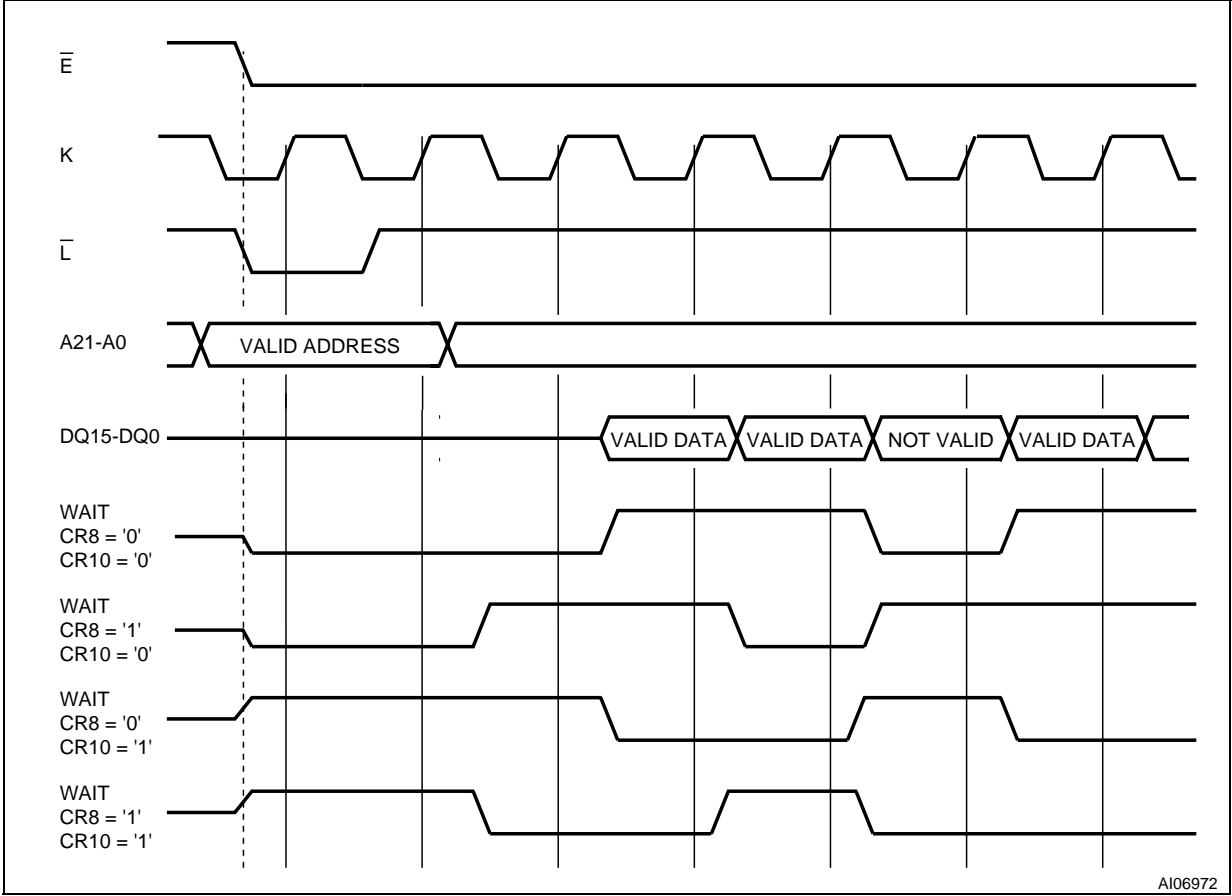 E̅
K
L̅
A21-A0
VALID ADDRESS
DQ15-DQ0
VALID DATA
VALID DATA
NOT VALID
VALID DATA
WAIT
CR8 = '0'
CR10 = '0'
WAIT
CR8 = '1'
CR10 = '0'
WAIT
CR8 = '0'
CR10 = '1'
WAIT
CR8 = '1'
CR10 = '1'
AI06972